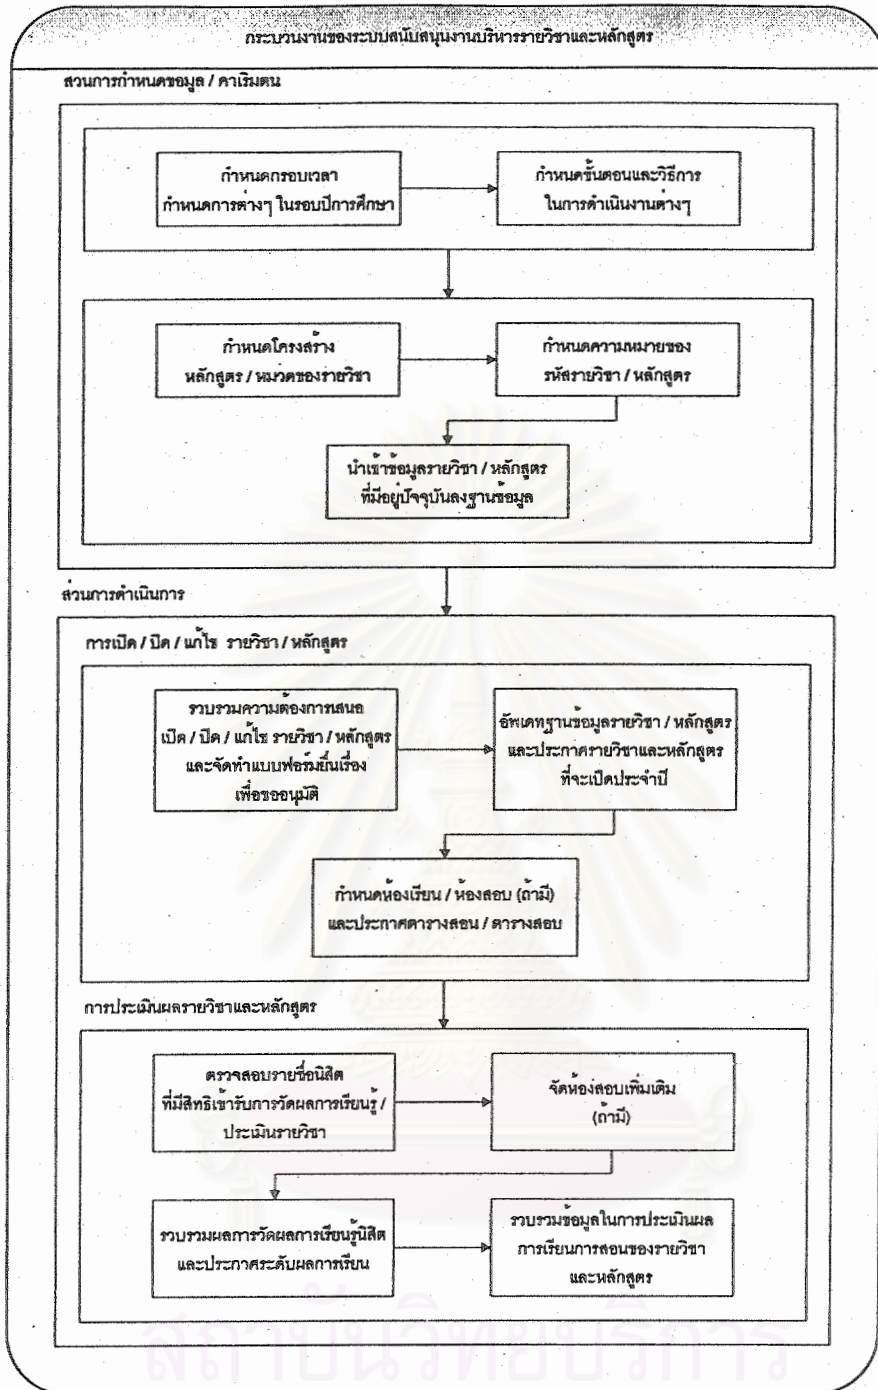 กระบวนงานของระบบสนับสนุนงานบริหารรายวิชาและหลักสูตร
ส่วนการกำหนดข้อมูล / ค่าเริ่มต้น
กำหนดกรอบเวลา
กำหนดการต่างๆ ในรอบปีการศึกษา
กำหนดขั้นตอนและวิธีการ
ในการดำเนินงานต่างๆ
กำหนดโครงสร้าง
หลักสูตร / หมวดของรายวิชา
กำหนดความหมายของ
รหัสรายวิชา / หลักสูตร
นำเข้าข้อมูลรายวิชา / หลักสูตร
ที่มีอยู่ปัจจุบันลงฐานข้อมูล
ส่วนการดำเนินการ
การเปิด / ปิด / แก้ไข รายวิชา / หลักสูตร
รวบรวมความต้องการเสนอ
เปิด / ปิด / แก้ไข รายวิชา / หลักสูตร
และจัดทำแบบฟอร์มยื่นเรื่อง
เพื่อขออนุมัติ
อัพเดทฐานข้อมูลรายวิชา / หลักสูตร
และประกาศรายวิชาและหลักสูตร
ที่จะเปิดประจำปี
กำหนดห้องเรียน / ห้องสอบ (ถ้ามี)
และประกาศตารางสอน / ตารางสอบ
การประเมินผลรายวิชาและหลักสูตร
ตรวจสอบรายชื่อนิสิต
ที่มีสิทธิเข้ารับการวัดผลการเรียนรู้ /
ประเมินรายวิชา
จัดห้องสอบเพิ่มเติม
(ถ้ามี)
รวบรวมผลการวัดผลการเรียนรู้นิสิต
และประกาศระดับผลการเรียน
รวบรวมข้อมูลในการประเมินผล
การเรียนการสอนของรายวิชา
และหลักสูตร
สถาบันวิทยบริการ